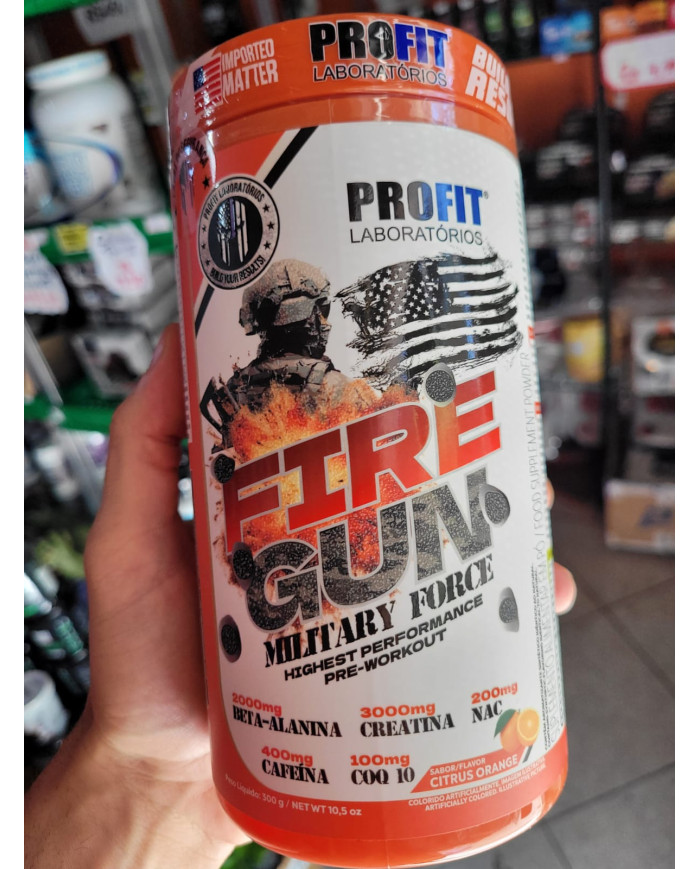 IMPORTED
MATTER
PROFIT
LABORATÓRIOS
PROFIT LABORATÓRIOS
BUILD YOUR RESULTS!
PROFIT®
LABORATÓRIOS
FIRE
GUN
MILITARY FORCE
HIGHEST PERFORMANCE
PRE-WORKOUT
2000mg
BETA-ALANINA
3000mg
CREATINA
200mg
NAC
400mg
CAFEÍNA
100mg
COQ 10
SABOR/FLAVOR
CITRUS ORANGE
COLORIDO ARTIFICIALMENTE.
ARTIFICIALLY COLORED.
Peso Líquido: 300 g / NET WT 10,5 oz
/ FOOD SUPPLEMENT POWDER